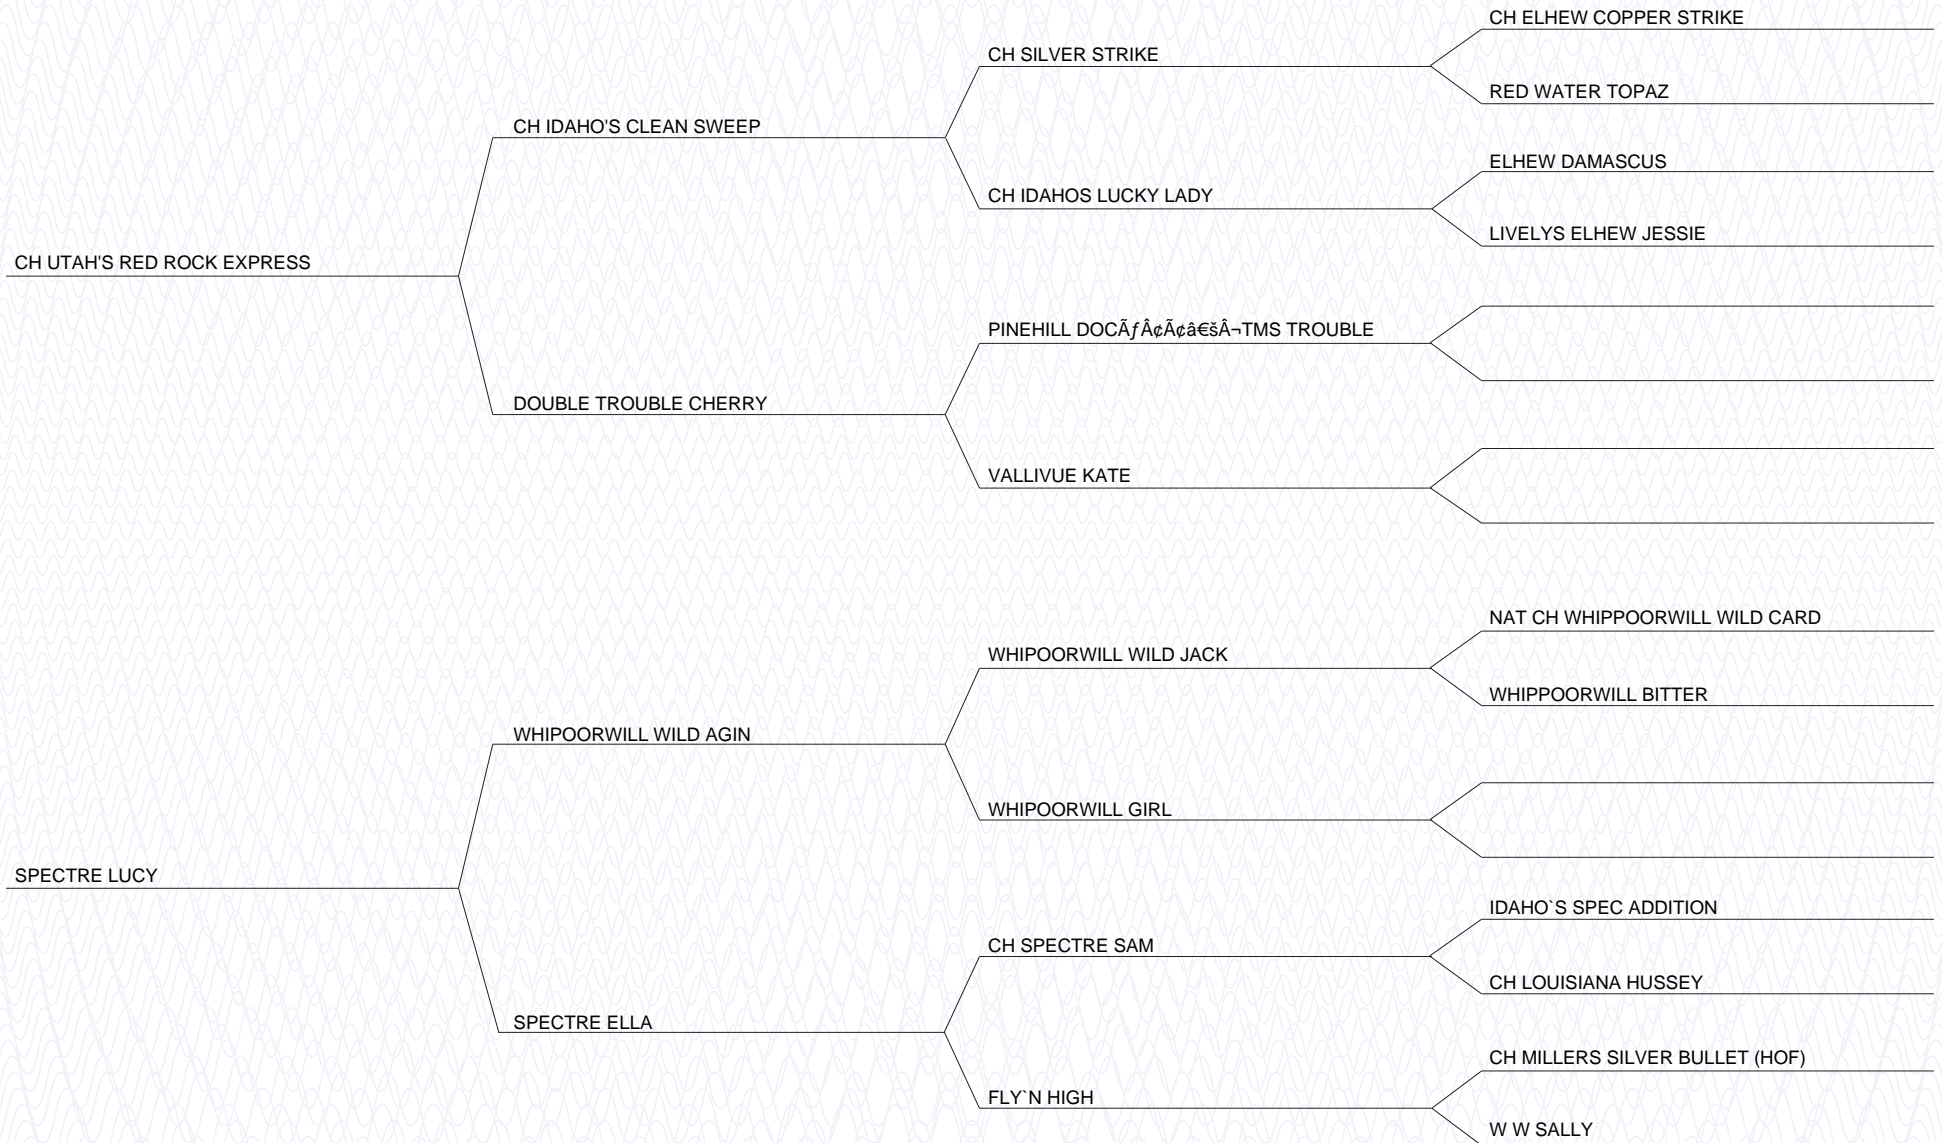 CH ELHEW COPPER STRIKE
CH SILVER STRIKE
RED WATER TOPAZ
CH IDAHO'S CLEAN SWEEP
ELHEW DAMASCUS
CH IDAHOS LUCKY LADY
LIVELYS ELHEW JESSIE
CH UTAH'S RED ROCK EXPRESS
PINEHILL DOCÃƒÂ¢Ã¢â€šÂ¬TMS TROUBLE
DOUBLE TROUBLE CHERRY
VALLIVUE KATE
NAT CH WHIPPOORWILL WILD CARD
WHIPOORWILL WILD JACK
WHIPPOORWILL BITTER
WHIPOORWILL WILD AGIN
WHIPOORWILL GIRL
SPECTRE LUCY
IDAHO`S SPEC ADDITION
CH SPECTRE SAM
CH LOUISIANA HUSSEY
SPECTRE ELLA
CH MILLERS SILVER BULLET (HOF)
FLY`N HIGH
W W SALLY